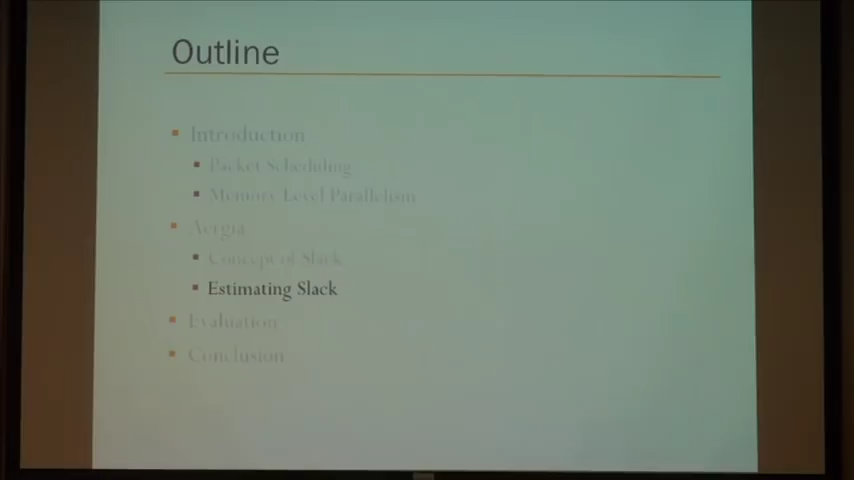 Outline
Introduction
Packet Scheduling
Memory Level Parallelism
Aergia
Concept of Slack
Estimating Slack
Evaluation
Conclusion